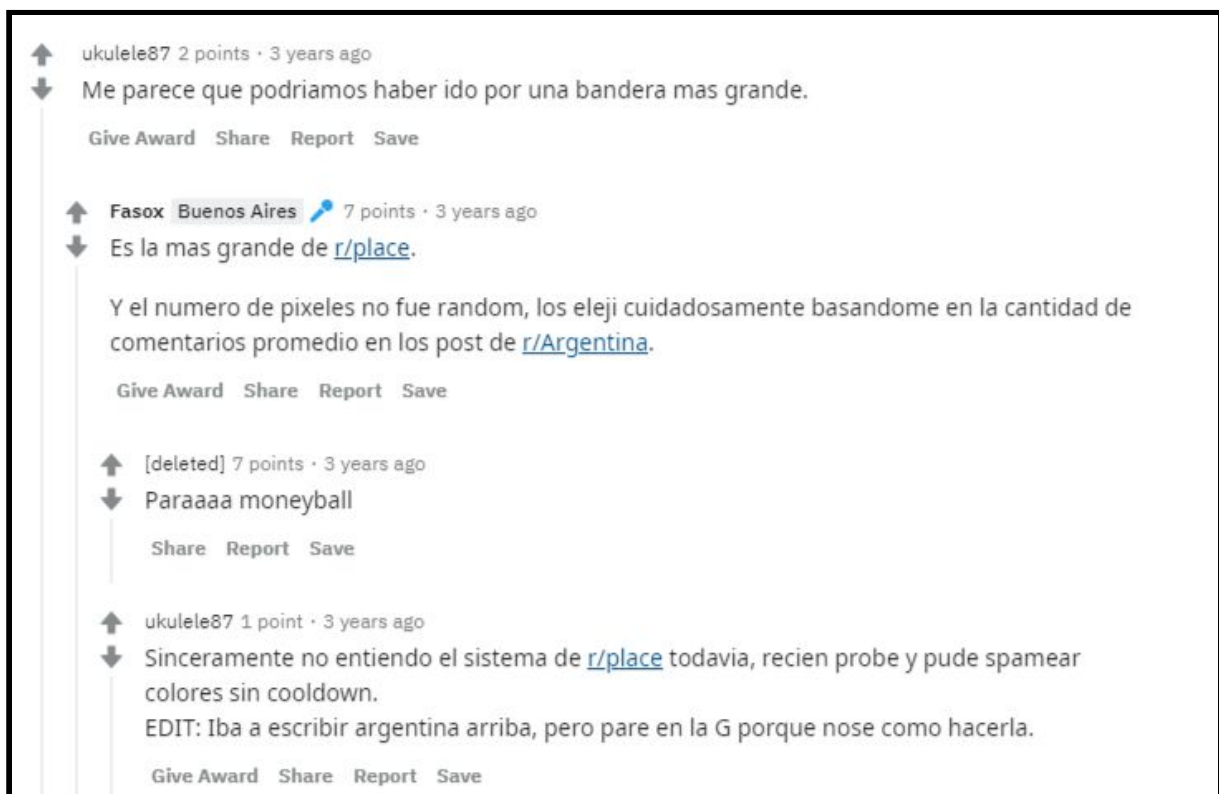 ukulele87 2 points · 3 years ago
Me parece que podriamos haber ido por una bandera mas grande.
Give Award Share Report Save
Fasox Buenos Aires 7 points · 3 years ago
Es la mas grande de r/place.
Y el numero de pixeles no fue random, los eleji cuidadosamente basandome en la cantidad de
comentarios promedio en los post de r/Argentina.
Give Award Share Report Save
[deleted] 7 points · 3 years ago
Paraaaa moneyball
Share Report Save
ukulele87 1 point · 3 years ago
Sinceramente no entiendo el sistema de r/place todavia, recien probe y pude spamear
colores sin cooldown.
EDIT: Iba a escribir argentina arriba, pero pare en la G porque nose como hacerla.
Give Award Share Report Save